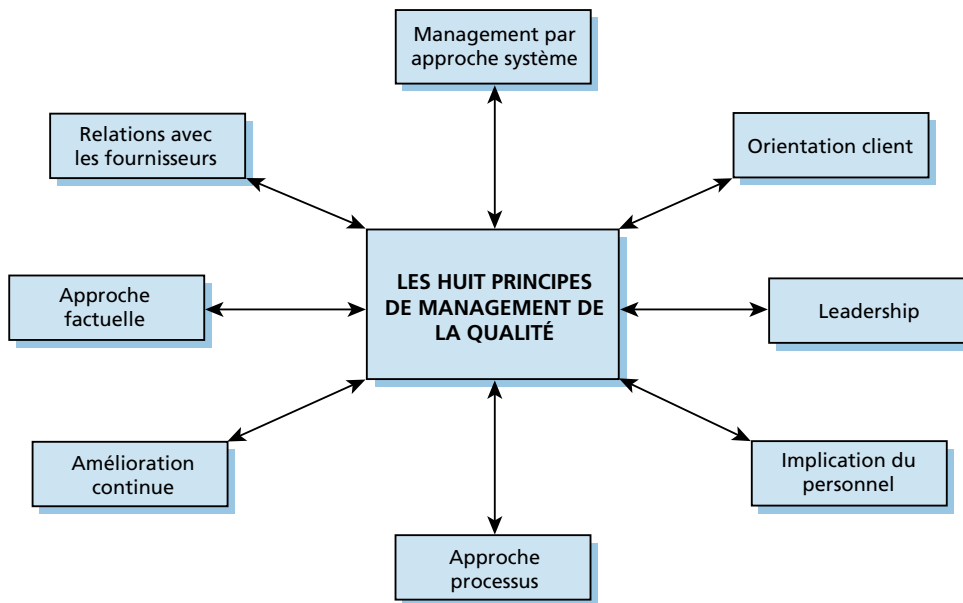 Management par
approche système
Relations avec
les fournisseurs
Orientation client
LES HUIT PRINCIPES
DE MANAGEMENT DE
LA QUALITÉ
Approche
factuelle
Leadership
Amélioration
continue
Implication du
personnel
Approche
processus